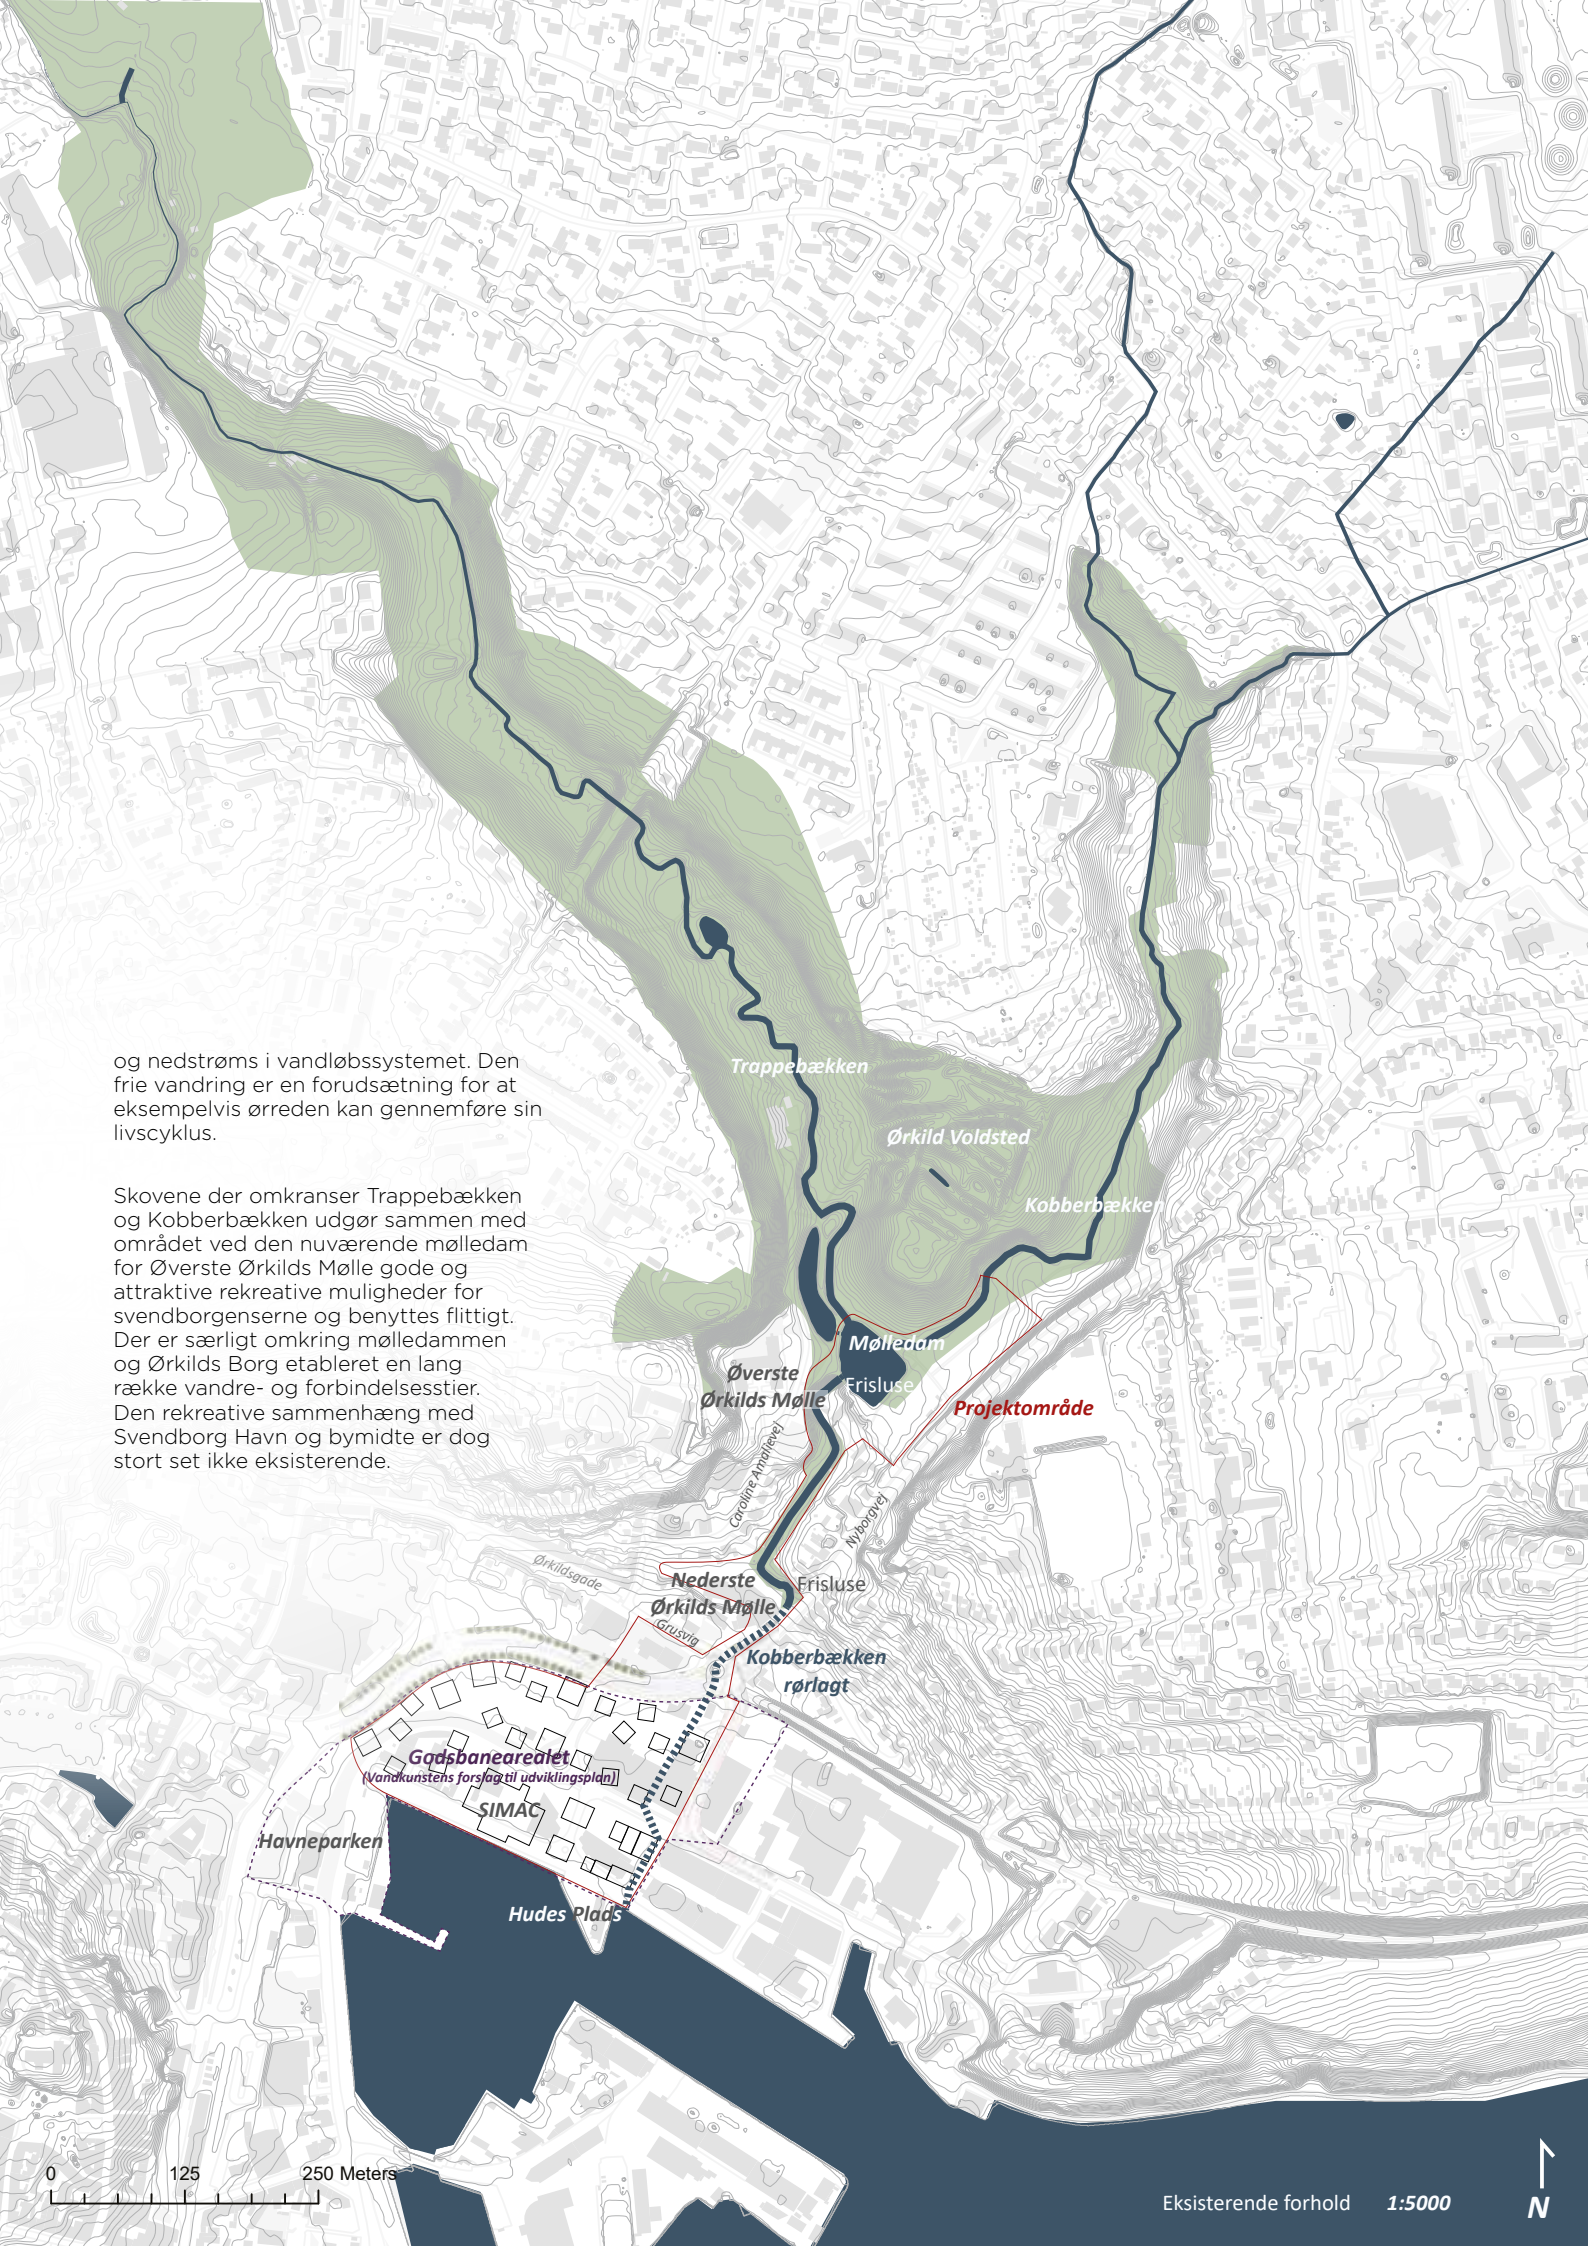 og nedstrøms i vandløbssystemet. Den
frie vandring er en forudsætning for at
eksempelvis ørreden kan gennemføre sin
livscyklus.
Skovene der omkranser Trappebækken
og Kobberbækken udgør sammen med
området ved den nuværende mølledam
for Øverste Ørkilds Mølle gode og
attraktive rekreative muligheder for
svendborgenserne og benyttes flittigt.
Der er særligt omkring mølledammen
og Ørkilds Borg etableret en lang
række vandre- og forbindelsesstier.
Den rekreative sammenhæng med
Svendborg Havn og bymidte er dog
stort set ikke eksisterende.
Trappebækken
Ørkild Voldsted
Kobberbækken
Mølledam
Frisluse
Øverste
Ørkilds Mølle
Projektområde
Caroline Amalievej
Nyborgvej
Ørkildsgade
Nederste
Ørkilds Mølle
Frisluse
Grusvig
Kobberbækken
rørlagt
Godsbanearealet
(Vandkunstens forslag til udviklingsplan)
SIMAC
Havneparken
Hudes Plads
0 125 250 Meters
Eksisterende forhold 1:5000
N